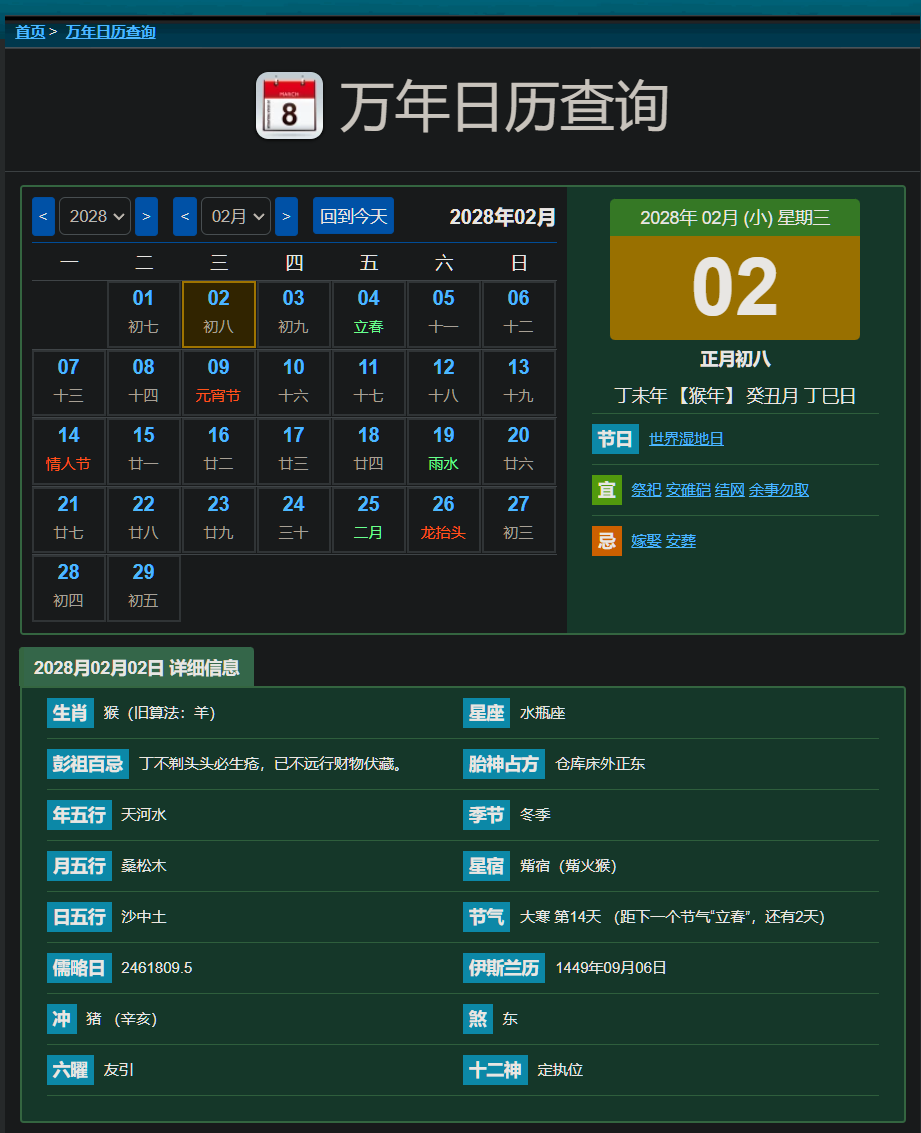 首页 > 万年日历查询
MARCH
8
万年日历查询
< 2028 > < 02月 > 回到今天 2028年02月
一 二 三 四 五 六 日
01 02 03 04 05 06
初七 初八 初九 立春 十一 十二
07 08 09 10 11 12 13
十三 十四 元宵节 十六 十七 十八 十九
14 15 16 17 18 19 20
情人节 廿一 廿二 廿三 廿四 雨水 廿六
21 22 23 24 25 26 27
廿七 廿八 廿九 三十 二月 龙抬头 初三
28 29
初四 初五
2028年 02月 (小) 星期三
02
正月初八
丁未年 【猴年】 癸丑月 丁巳日
节日 世界湿地日
宜 祭祀 安碓硙 结网 余事勿取
忌 嫁娶 安葬
2028月02月02日 详细信息
生肖 猴（旧算法：羊） 星座 水瓶座
彭祖百忌 丁不剃头头必生疮，已不远行财物伏藏。 胎神占方 仓库床外正东
年五行 天河水 季节 冬季
月五行 桑松木 星宿 觜宿（觜火猴）
日五行 沙中土 节气 大寒 第14天 （距下一个节气“立春”，还有2天）
儒略日 2461809.5 伊斯兰历 1449年09月06日
冲 猪 （辛亥） 煞 东
六曜 友引 十二神 定执位